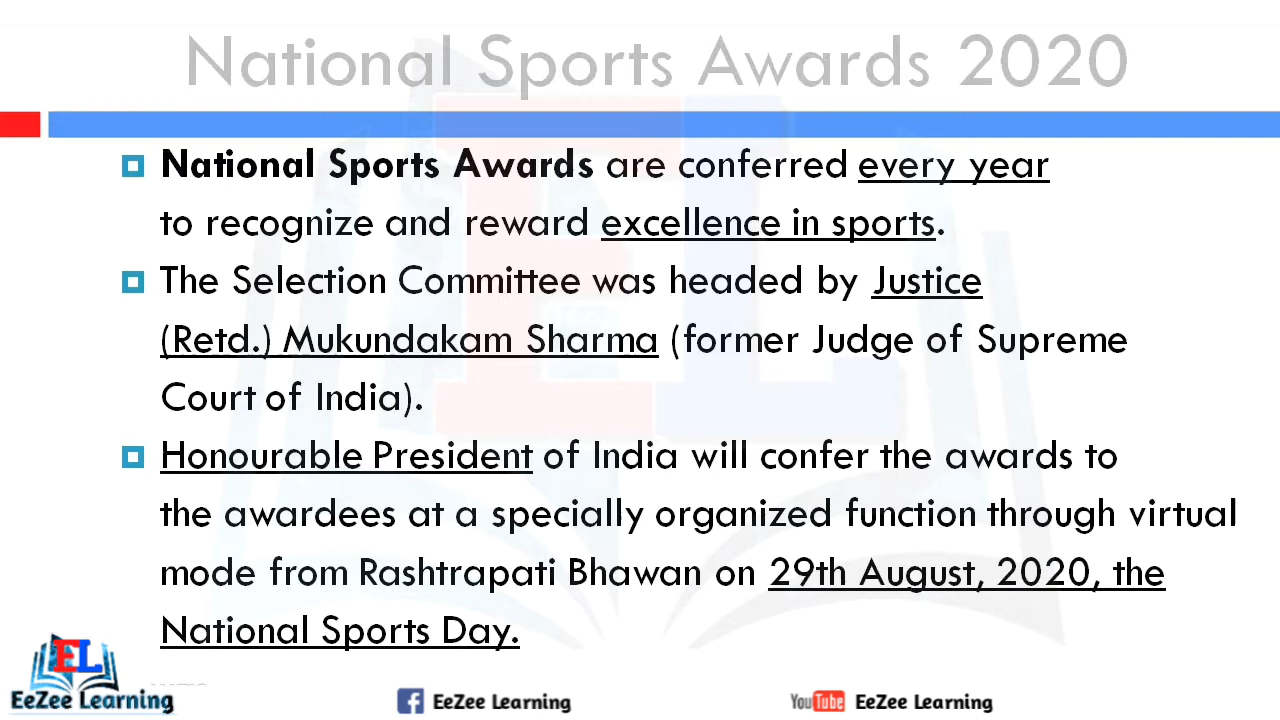 National Sports Awards 2020
National Sports Awards are conferred every year
to recognize and reward excellence in sports.
The Selection Committee was headed by Justice
(Retd.) Mukundakam Sharma (former Judge of Supreme
Court of India).
Honourable President of India will confer the awards to
the awardees at a specially organized function through virtual
mode from Rashtrapati Bhawan on 29th August, 2020, the
National Sports Day.
EL
EeZee Learning
EeZee Learning
YouTube EeZee Learning